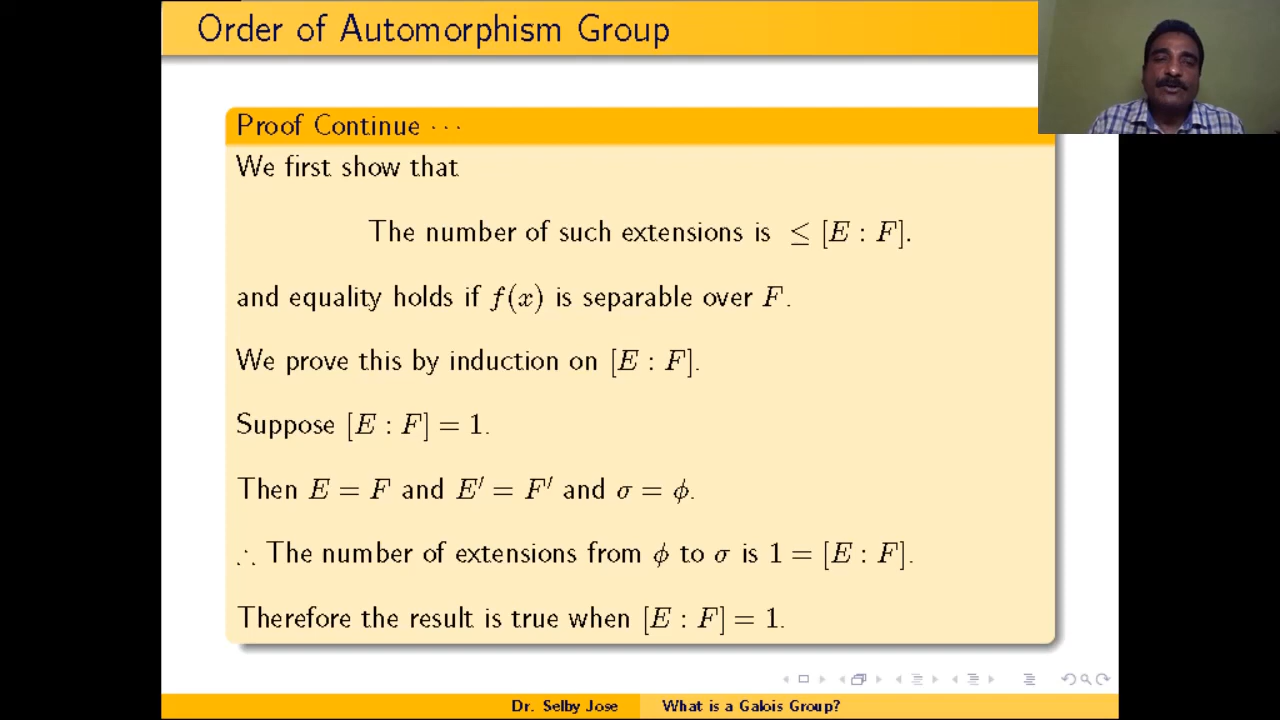 Order of Automorphism Group
Proof Continue ⋯
We first show that
The number of such extensions is ≤ [E : F].
and equality holds if f(x) is separable over F.
We prove this by induction on [E : F].
Suppose [E : F] = 1.
Then E = F and E′ = F′ and σ = ϕ.
∴ The number of extensions from ϕ to σ is 1 = [E : F].
Therefore the result is true when [E : F] = 1.
Dr. Selby Jose What is a Galois Group?